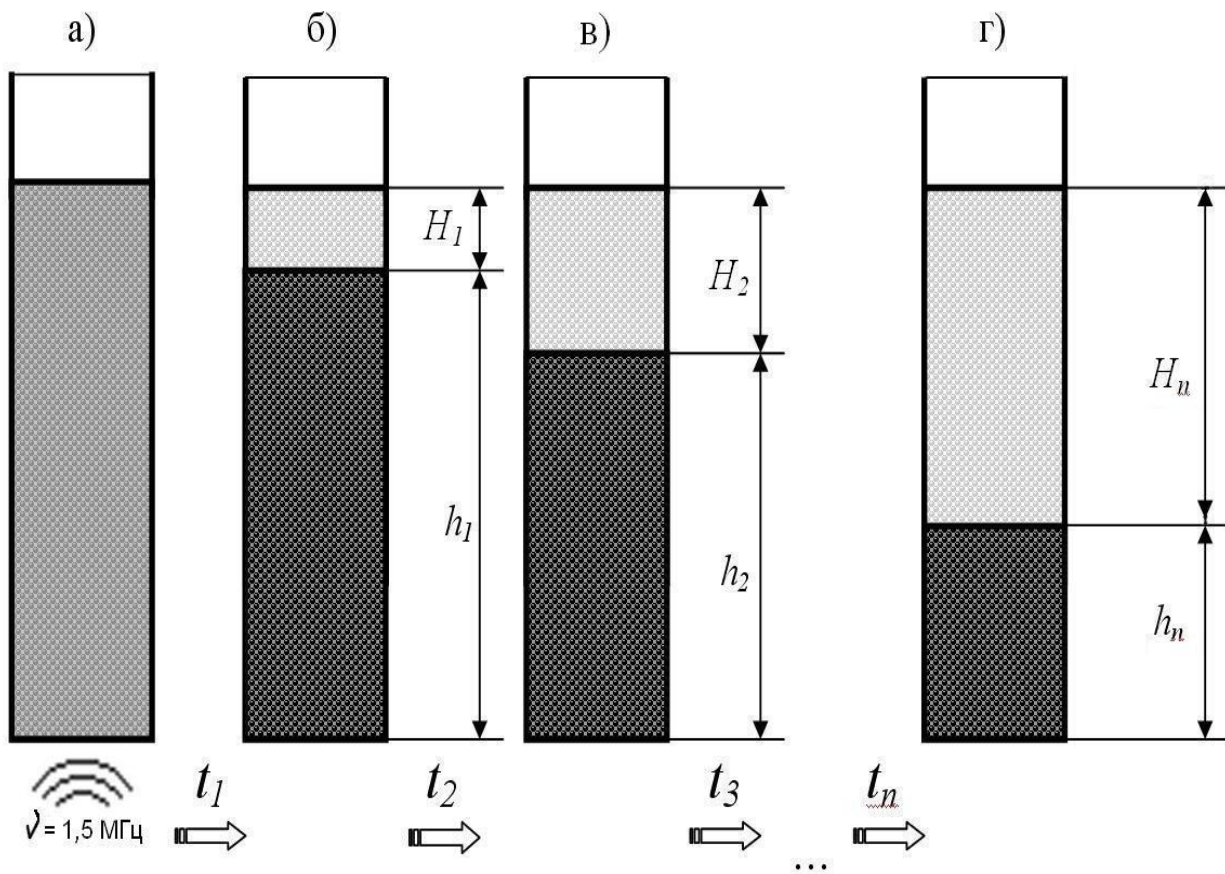 а) б) в) г)
H1 H2 Hn
h1 h2 hn
t1 t2 t3 tn
ν = 1,5 МГц
...